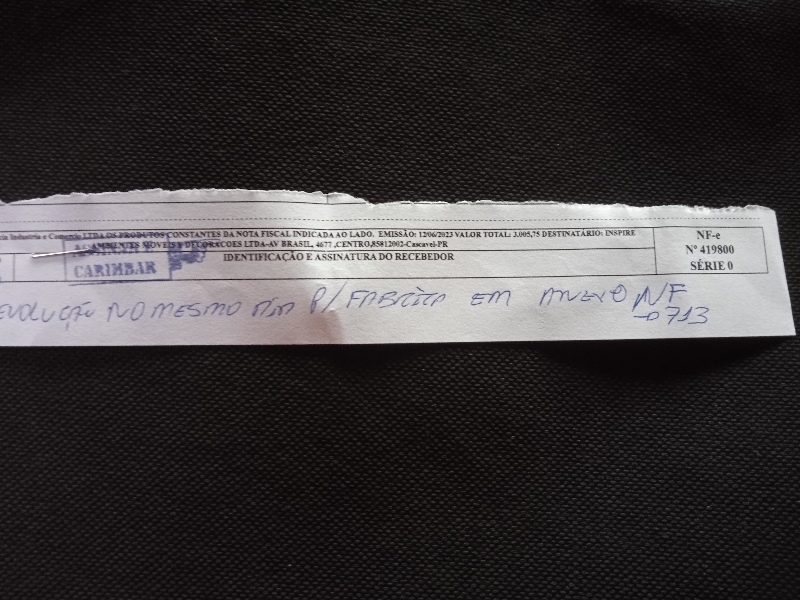 Industria e Comercio LTDA OS PRODUTOS CONSTANTES DA NOTA FISCAL INDICADA AO LADO. EMISSÃO: 12/06/2023 VALOR TOTAL: 3.005,75 DESTINATÁRIO: INSPIRE
AMBIENTES MOVEIS E DECORACOES LTDA-AV BRASIL, 4677 ,CENTRO,85812002-Cascavel-PR
IDENTIFICAÇÃO E ASSINATURA DO RECEBEDOR
NF-e
Nº 419800
SÉRIE 0
CARIMBAR
EVOLUÇÃO NO MESMO DIA P/ FABRICA EM ANEXO NF
713